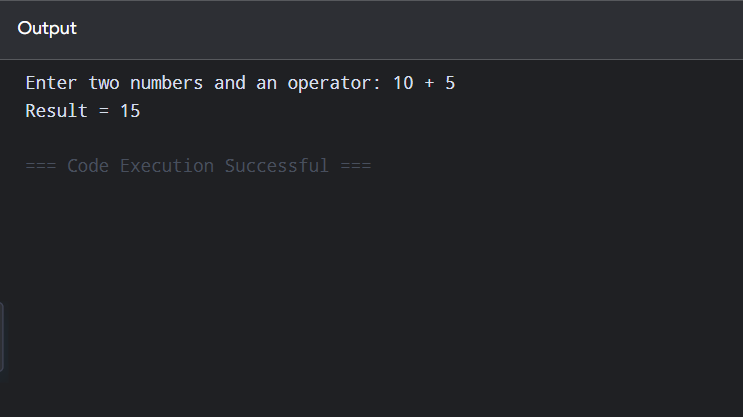 Output
Enter two numbers and an operator: 10 + 5
Result = 15
=== Code Execution Successful ===